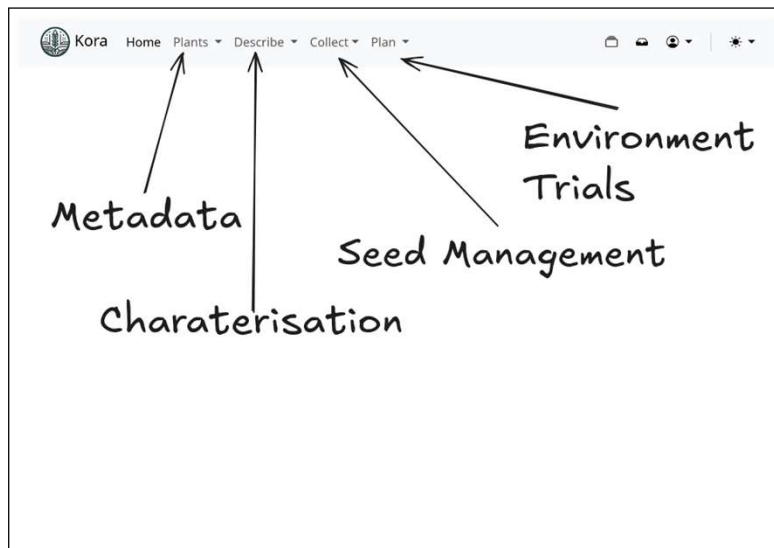 Kora Home Plants Describe Collect Plan
Environment
Trials
Metadata
Seed Management
Charaterisation